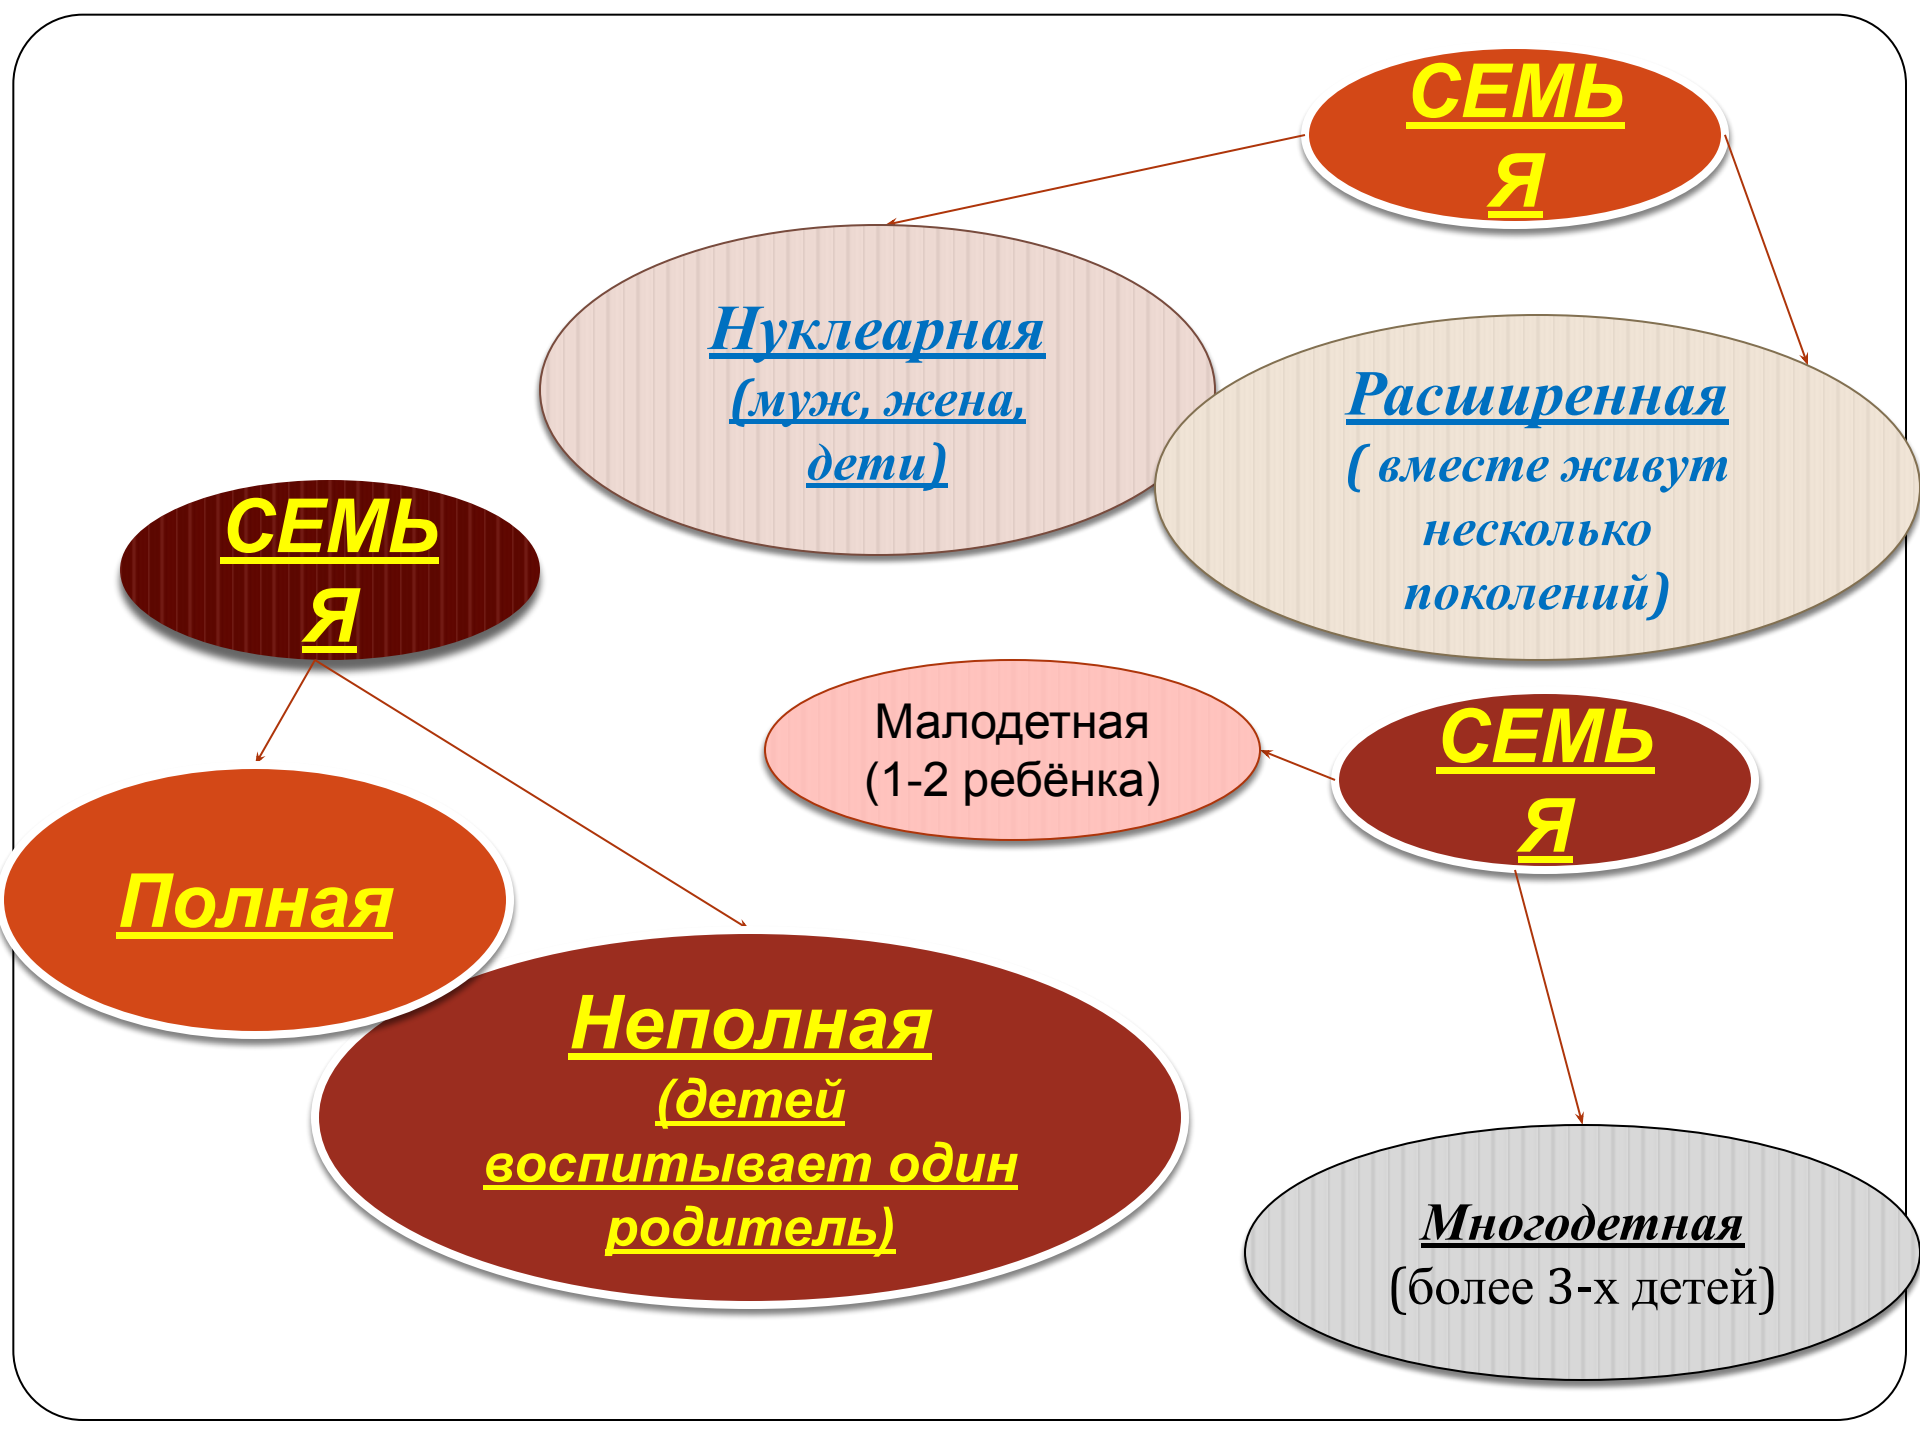 СЕМЬ
Я
Нуклеарная
(муж, жена,
дети)
Расширенная
( вместе живут
несколько
поколений)
СЕМЬ
Я
Полная
Неполная
(детей
воспитывает один
родитель)
СЕМЬ
Я
Малодетная
(1-2 ребёнка)
Многодетная
(более 3-х детей)